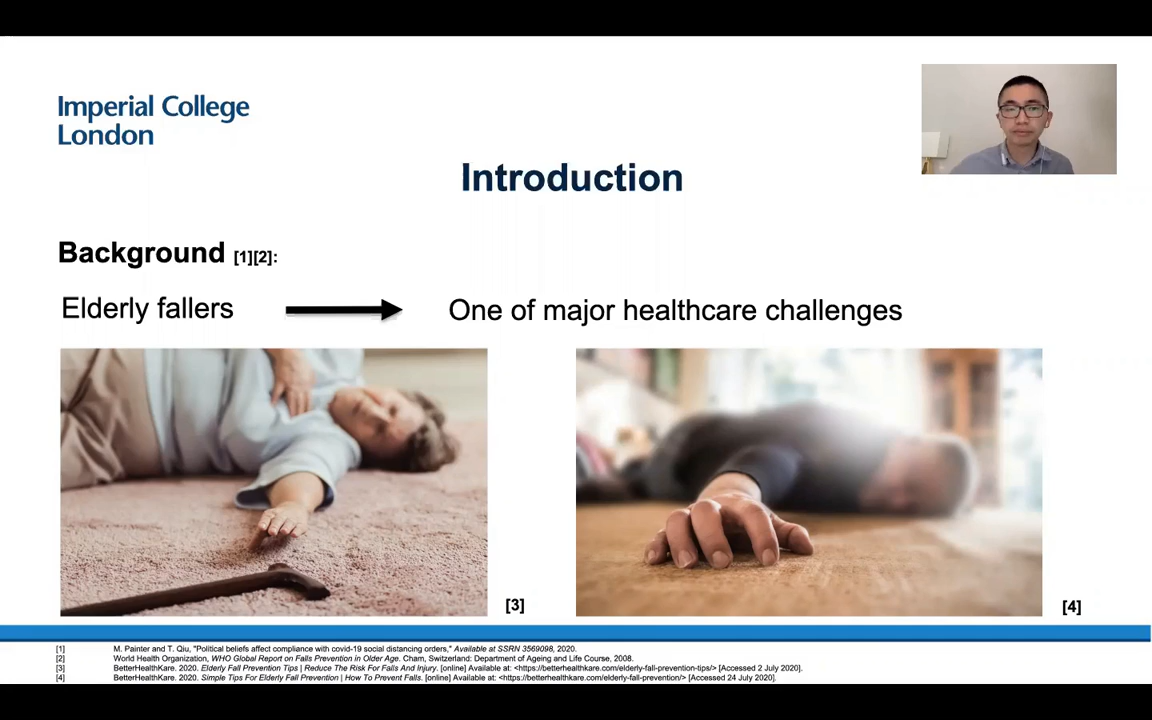 Imperial College
London
Introduction
Background [1][2]:
Elderly fallers
One of major healthcare challenges
[3]
[4]
[1] M. Painter and T. Qiu, "Political beliefs affect compliance with covid-19 social distancing orders," Available at SSRN 3569098, 2020.
[2] World Health Organization, WHO Global Report on Falls Prevention in Older Age. Cham, Switzerland: Department of Ageing and Life Course, 2008.
[3] BetterHealthKare. 2020. Elderly Fall Prevention Tips | Reduce The Risk For Falls And Injury. [online] Available at: <https://betterhealthkare.com/elderly-fall-prevention-tips/> [Accessed 2 July 2020].
[4] BetterHealthKare. 2020. Simple Tips For Elderly Fall Prevention | How To Prevent Falls. [online] Available at: <https://betterhealthkare.com/elderly-fall-prevention/> [Accessed 24 July 2020].